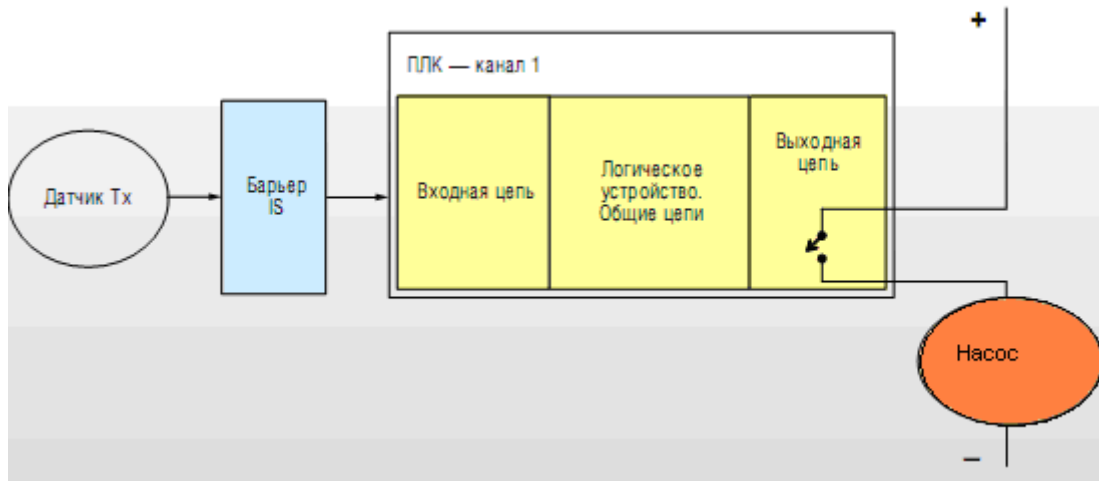 +
ПЛК — канал 1
Датчик Tx
Барьер
IS
Входная цепь
Логическое
устройство.
Общие цепи
Выходная
цепь
Насос
–